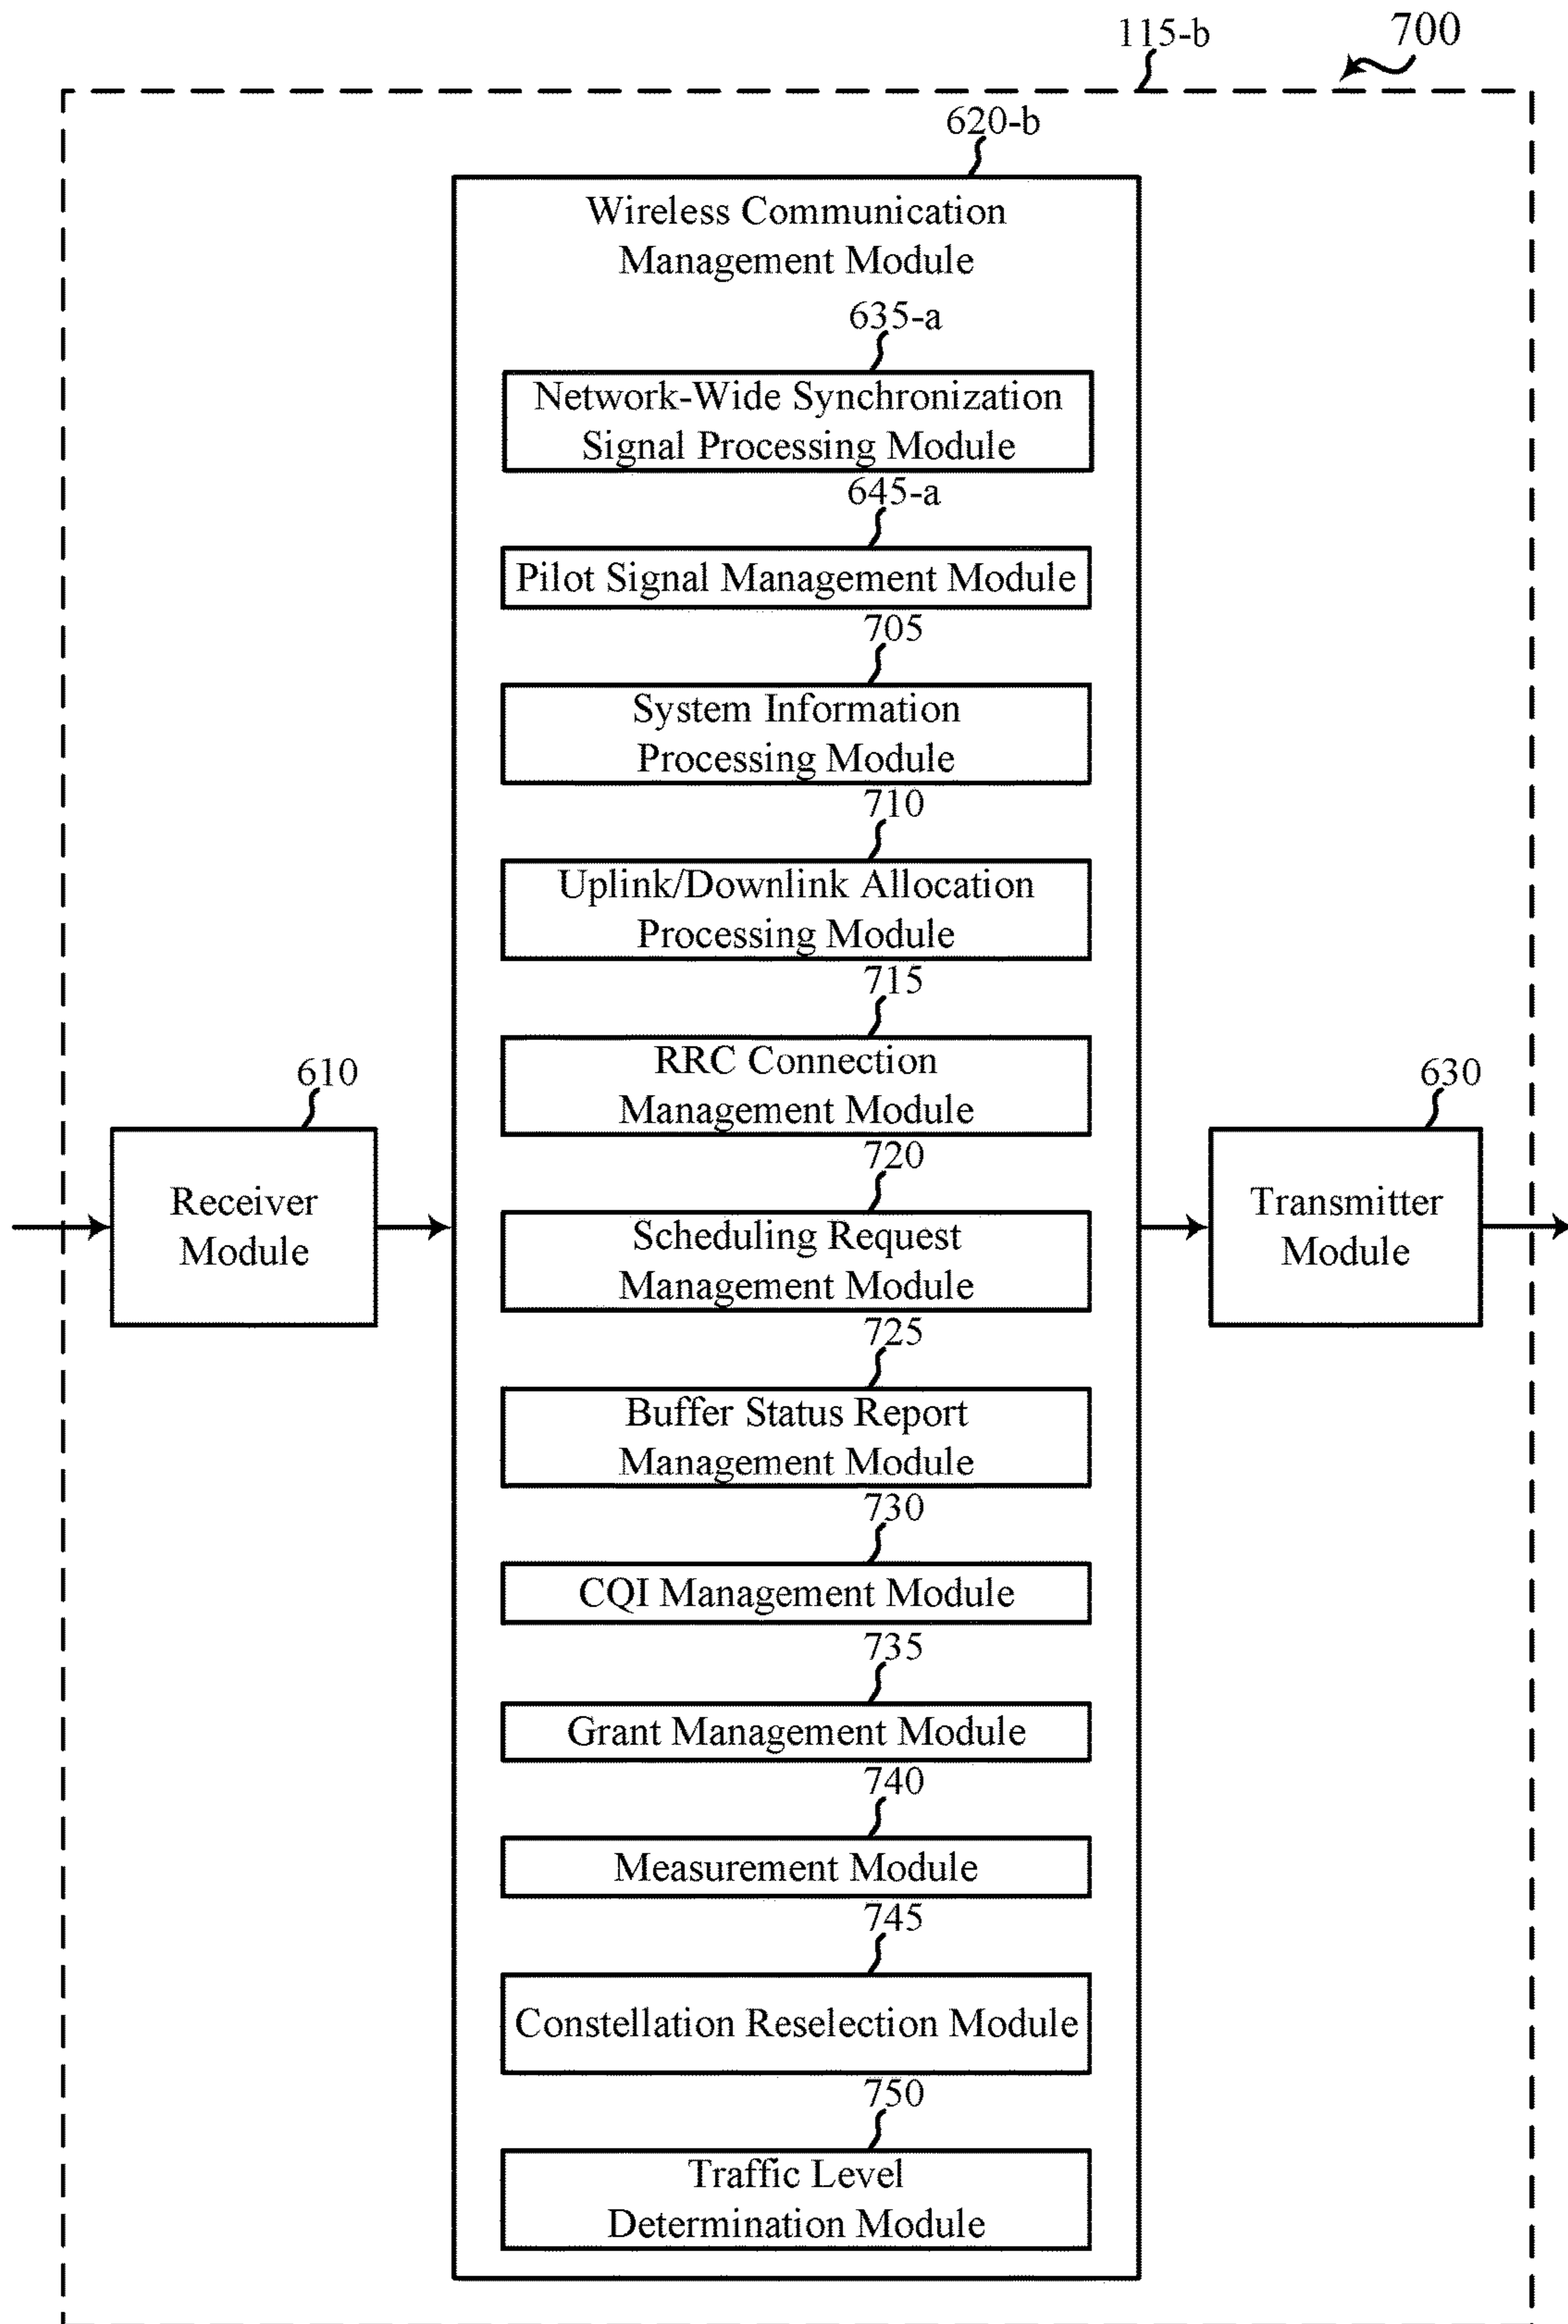 115-b
700
620-b
Wireless Communication
Management Module
635-a
Network-Wide Synchronization
Signal Processing Module
645-a
Pilot Signal Management Module
705
System Information
Processing Module
710
Uplink/Downlink Allocation
Processing Module
715
RRC Connection
Management Module
610
Receiver
Module
720
Scheduling Request
Management Module
630
Transmitter
Module
725
Buffer Status Report
Management Module
730
CQI Management Module
735
Grant Management Module
740
Measurement Module
745
Constellation Reselection Module
750
Traffic Level
Determination Module